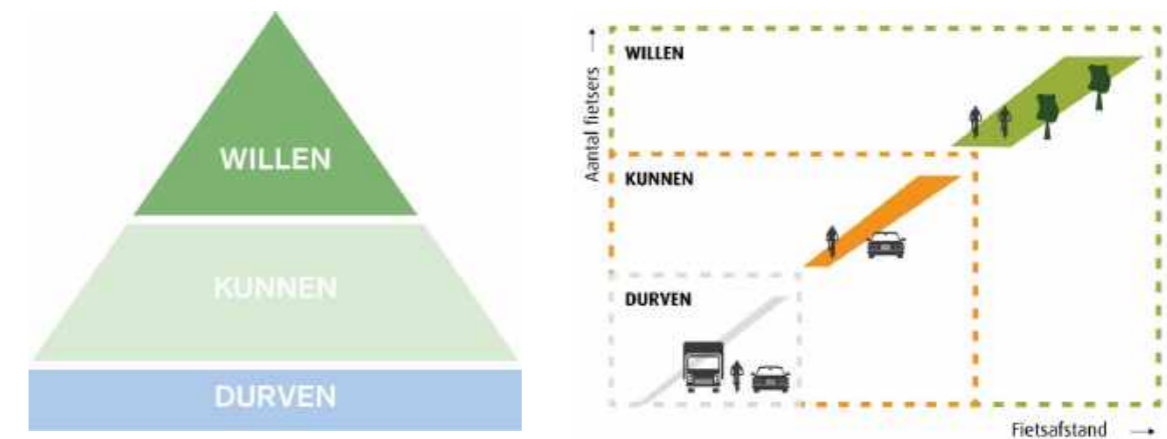 WILLEN
KUNNEN
DURVEN
Aantal fietsers
WILLEN
KUNNEN
DURVEN
Fietsafstand